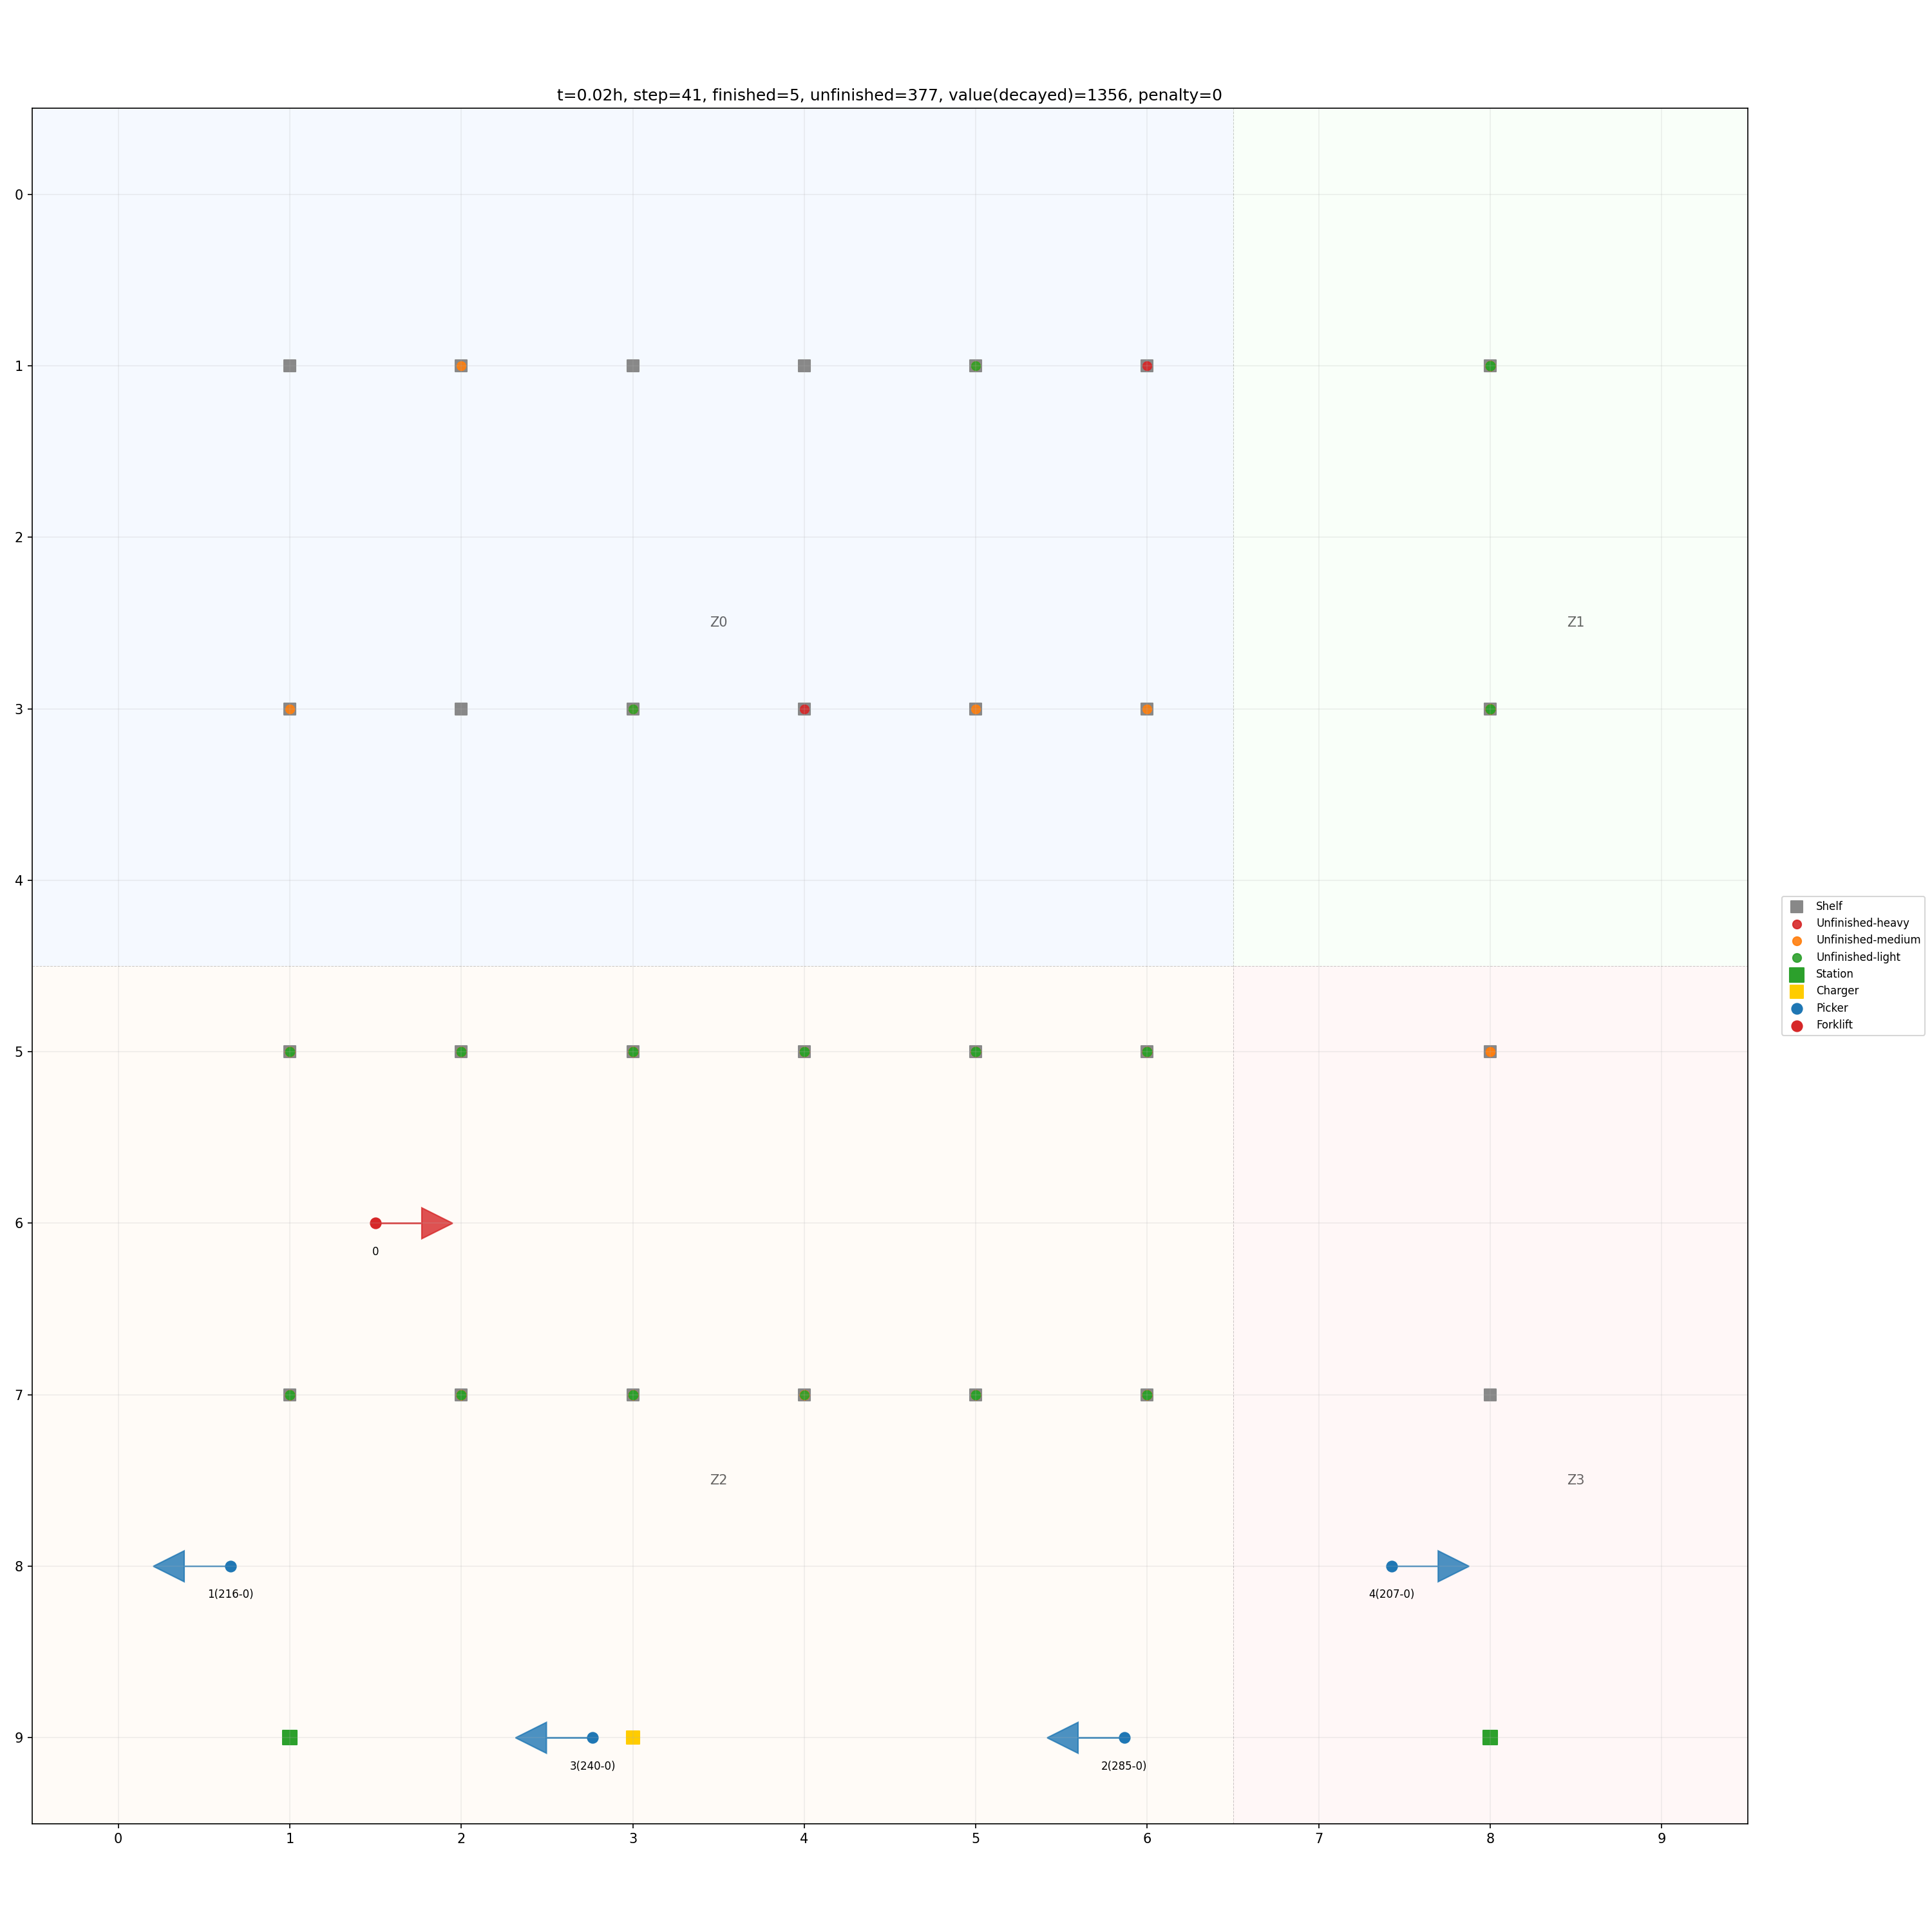 t=0.02h, step=41, finished=5, unfinished=377, value(decayed)=1356, penalty=0
0
1
2
Z0
Z1
3
4
Shelf
Unfinished-heavy
Unfinished-medium
Unfinished-light
Station
Charger
Picker
Forklift
5
6
0
7
Z2
Z3
8
1(216-0)
4(207-0)
9
3(240-0)
2(285-0)
0 1 2 3 4 5 6 7 8 9